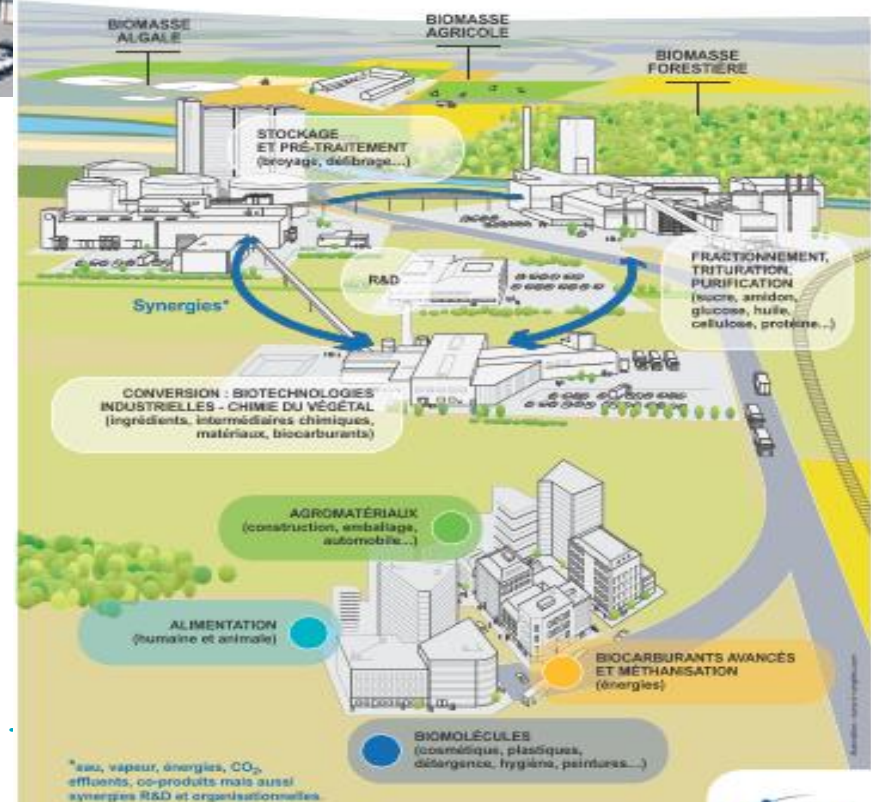 BIOMASSE
ALGALE
BIOMASSE
AGRICOLE
BIOMASSE
FORESTIÈRE
STOCKAGE
ET PRÉ-TRAITEMENT
(broyage, défibrage...)
R&D
FRACTIONNEMENT,
TRITURATION,
PURIFICATION
(sucre, amidon,
glucose, huile,
cellulose, protéine...)
Synergies*
CONVERSION : BIOTECHNOLOGIES
INDUSTRIELLES - CHIMIE DU VÉGÉTAL
(ingrédients, intermédiaires chimiques,
matériaux, biocarburants)
AGROMATÉRIAUX
(construction, emballage,
automobile...)
ALIMENTATION
(humaine et animale)
BIOCARBURANTS AVANCÉS
ET MÉTHANISATION
(énergies)
BIOMOLÉCULES
(cosmétique, plastiques,
détergence, hygiène, peintures...)
*eau, vapeur, énergies, CO₂,
effluents, co-produits mais aussi
synergies R&D et organisationnelles.